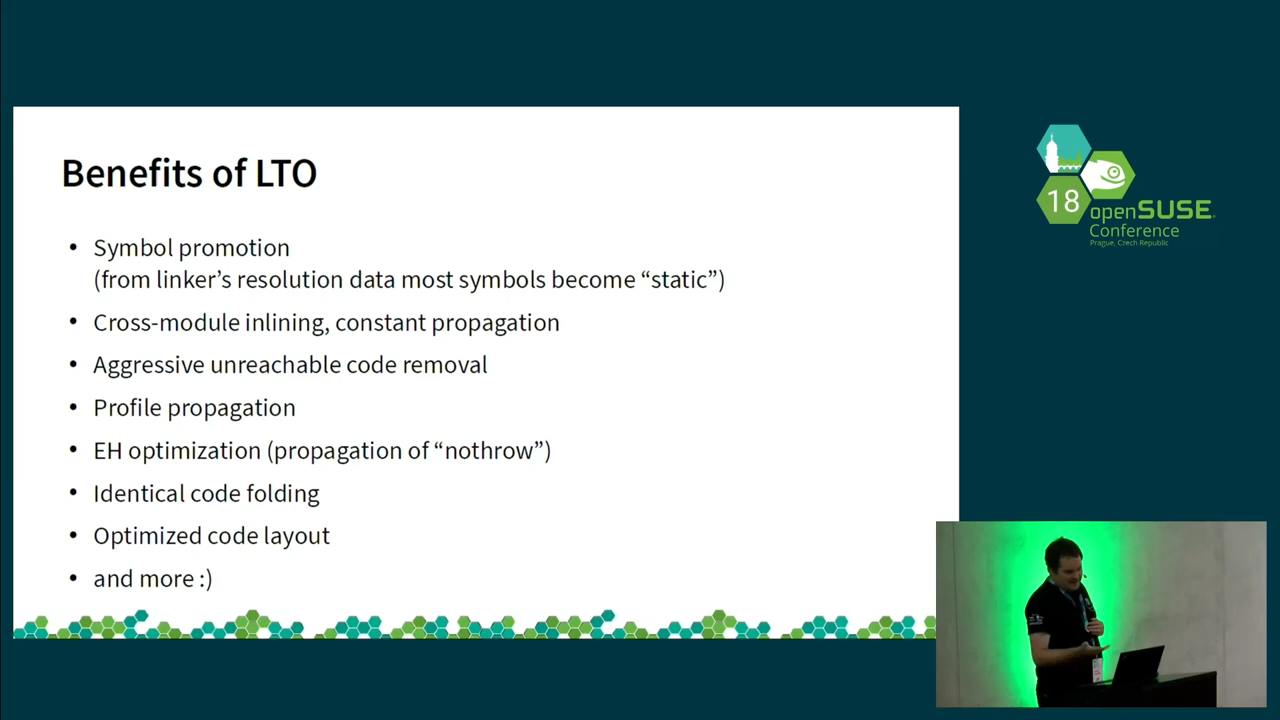 Benefits of LTO
• Symbol promotion
(from linker’s resolution data most symbols become “static”)
• Cross-module inlining, constant propagation
• Aggressive unreachable code removal
• Profile propagation
• EH optimization (propagation of “nothrow”)
• Identical code folding
• Optimized code layout
• and more :)
18
openSUSE
Conference
Prague, Czech Republic